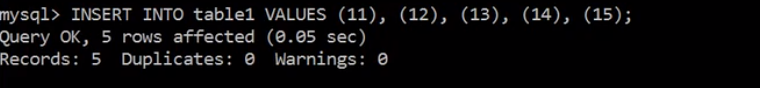 mysql> INSERT INTO table1 VALUES (11), (12), (13), (14), (15);
Query OK, 5 rows affected (0.05 sec)
Records: 5  Duplicates: 0  Warnings: 0